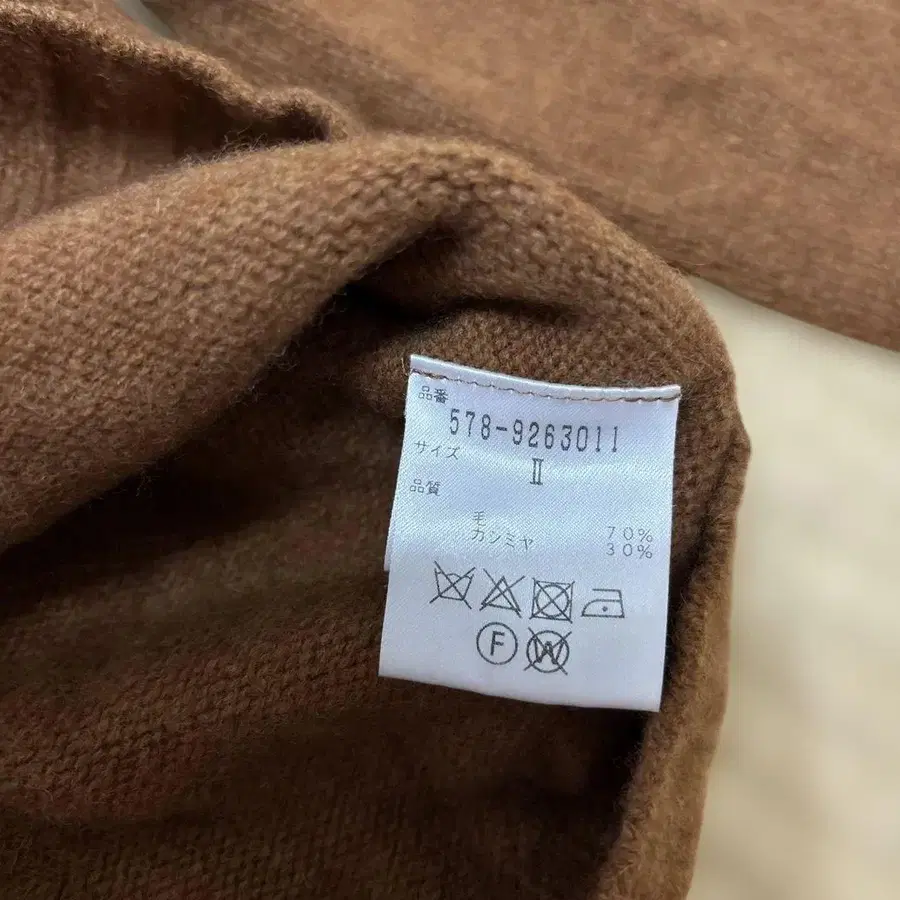 品番
578-9263011
サイズ
II
品質
毛 70%
カシミヤ 30%
F W